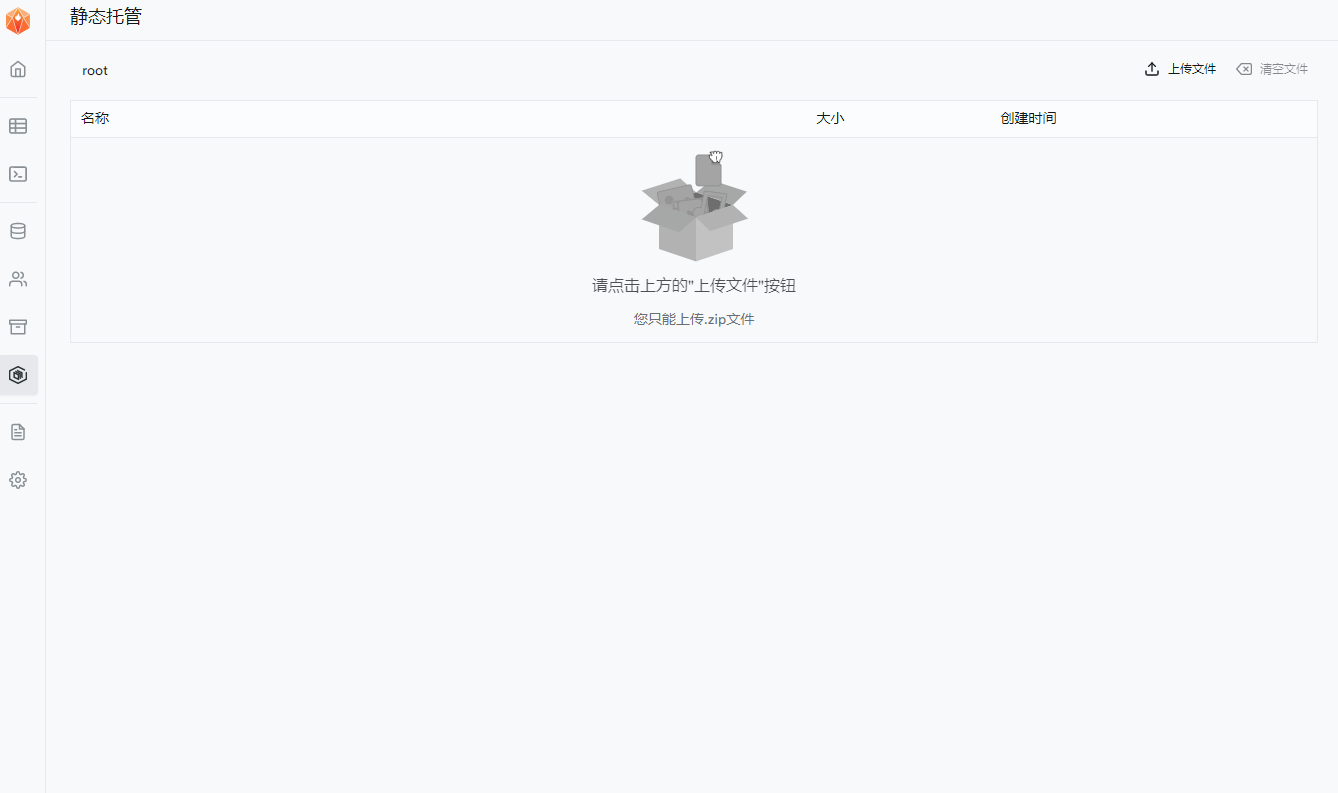 静态托管
root
上传文件
清空文件
名称
大小
创建时间
请点击上方的"上传文件"按钮
您只能上传.zip文件